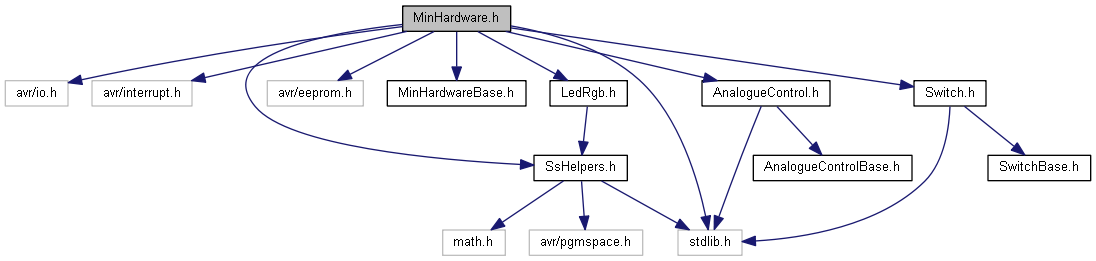 MinHardware.h
avr/io.h
avr/interrupt.h
avr/eeprom.h
MinHardwareBase.h
LedRgb.h
AnalogueControl.h
Switch.h
SsHelpers.h
AnalogueControlBase.h
SwitchBase.h
math.h
avr/pgmspace.h
stdlib.h